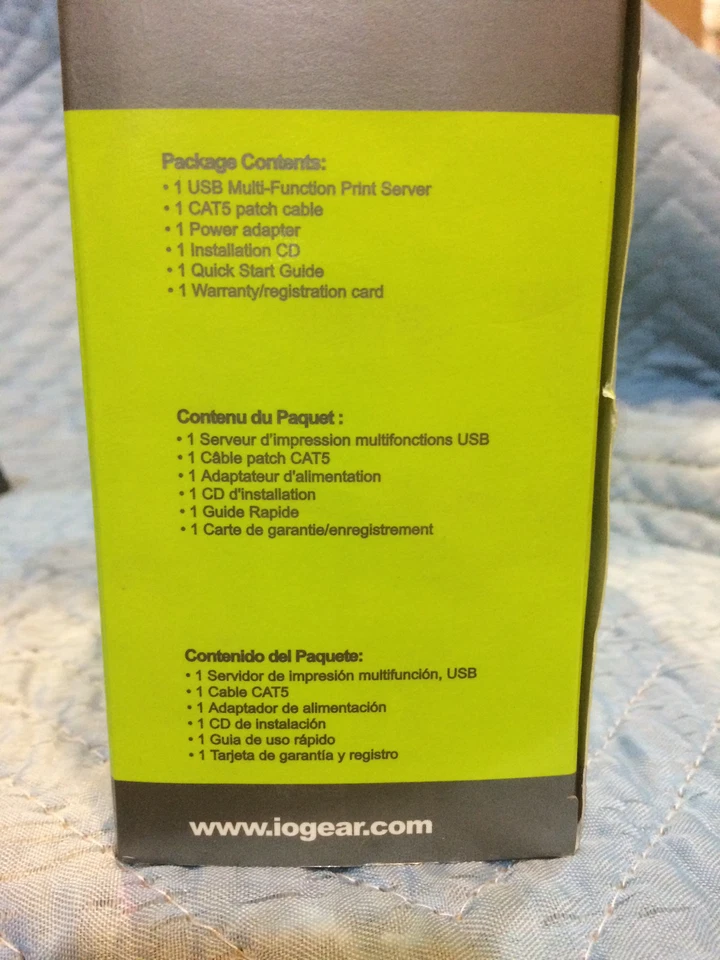 Package Contents:
• 1 USB Multi-Function Print Server
• 1 CAT5 patch cable
• 1 Power adapter
• 1 Installation CD
• 1 Quick Start Guide
• 1 Warranty/registration card
Contenu du Paquet :
• 1 Serveur d'impression multifonctions USB
• 1 Câble patch CAT5
• 1 Adaptateur d'alimentation
• 1 CD d'installation
• 1 Guide Rapide
• 1 Carte de garantie/enregistrement
Contenido del Paquete:
• 1 Servidor de impresión multifunción, USB
• 1 Cable CAT5
• 1 Adaptador de alimentación
• 1 CD de instalación
• 1 Guia de uso rápido
• 1 Tarjeta de garantía y registro
www.iogear.com